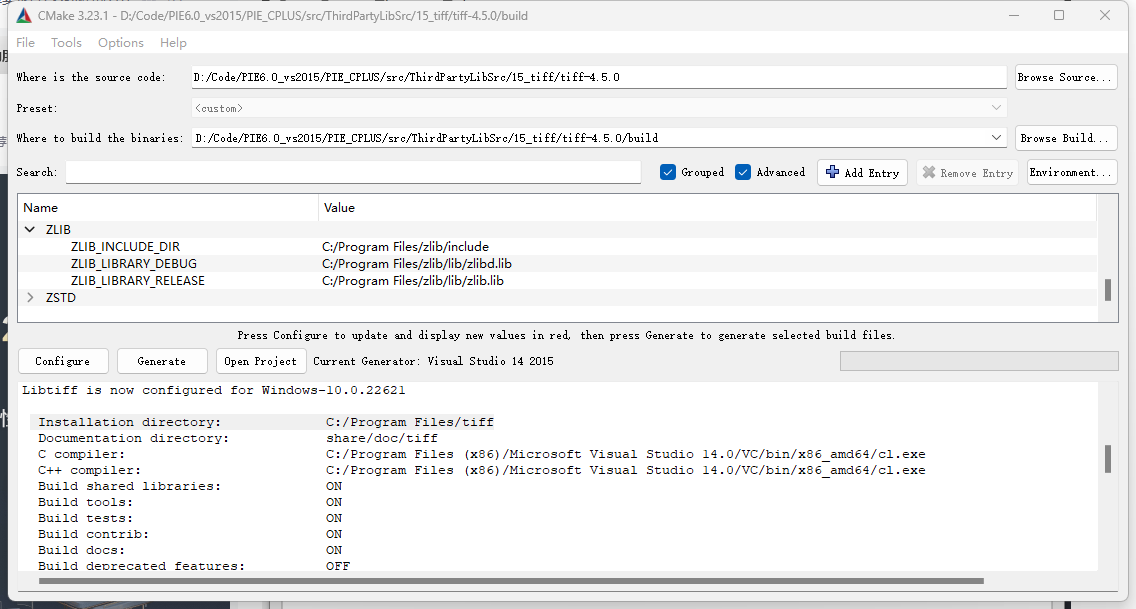 CMake 3.23.1 - D:/Code/PIE6.0_vs2015/PIE_CPLUS/src/ThirdPartyLibSrc/15_tiff/tiff-4.5.0/build
File Tools Options Help
Where is the source code: D:/Code/PIE6.0_vs2015/PIE_CPLUS/src/ThirdPartyLibSrc/15_tiff/tiff-4.5.0 Browse Source...
Preset: <custom>
Where to build the binaries: D:/Code/PIE6.0_vs2015/PIE_CPLUS/src/ThirdPartyLibSrc/15_tiff/tiff-4.5.0/build Browse Build...
Search: Grouped Advanced Add Entry Remove Entry Environment...
Name Value
ZLIB
ZLIB_INCLUDE_DIR C:/Program Files/zlib/include
ZLIB_LIBRARY_DEBUG C:/Program Files/zlib/lib/zlibd.lib
ZLIB_LIBRARY_RELEASE C:/Program Files/zlib/lib/zlib.lib
ZSTD
Press Configure to update and display new values in red, then press Generate to generate selected build files.
Configure Generate Open Project Current Generator: Visual Studio 14 2015
Libtiff is now configured for Windows-10.0.22621
Installation directory: C:/Program Files/tiff
Documentation directory: share/doc/tiff
C compiler: C:/Program Files (x86)/Microsoft Visual Studio 14.0/VC/bin/x86_amd64/cl.exe
C++ compiler: C:/Program Files (x86)/Microsoft Visual Studio 14.0/VC/bin/x86_amd64/cl.exe
Build shared libraries: ON
Build tools: ON
Build tests: ON
Build contrib: ON
Build docs: ON
Build deprecated features: OFF